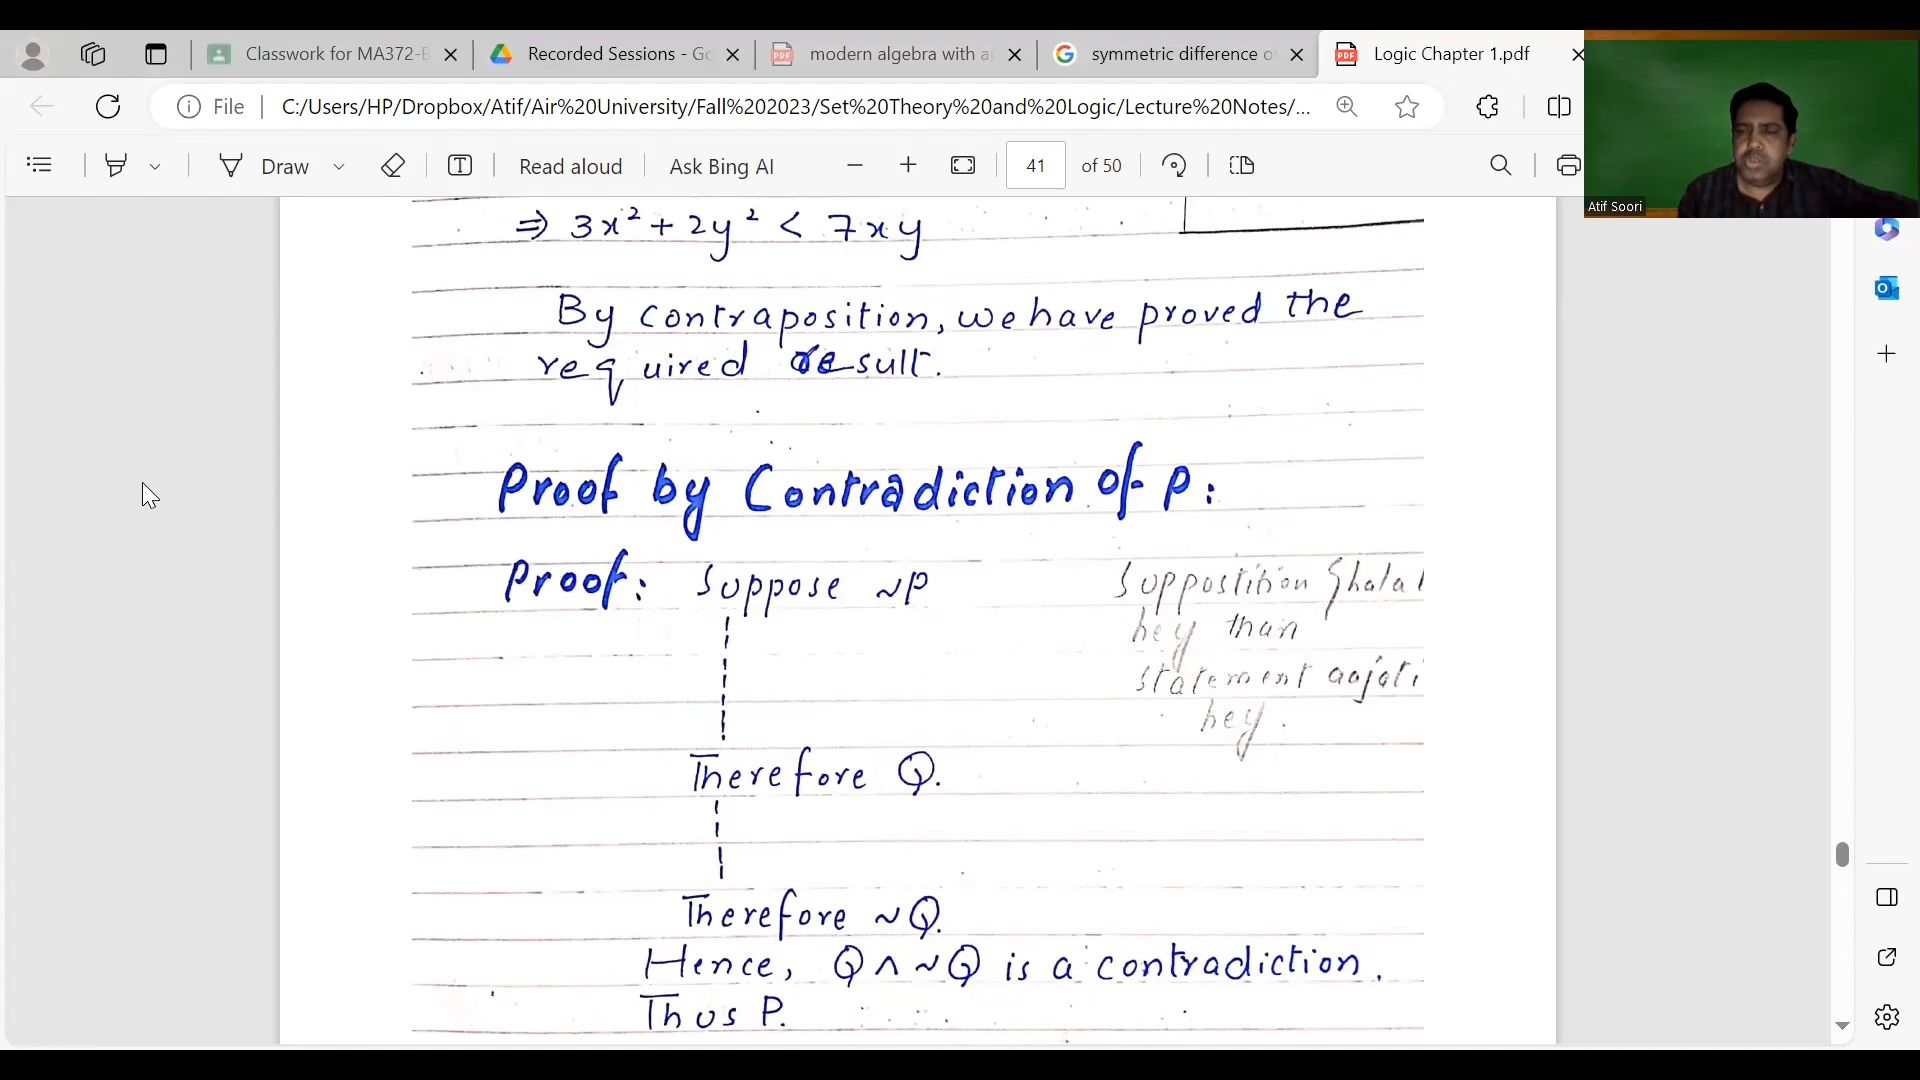 Classwork for MA372-B
Recorded Sessions - Go
modern algebra with a
symmetric difference o
Logic Chapter 1.pdf
File
C:/Users/HP/Dropbox/Atif/Air%20University/Fall%202023/Set%20Theory%20and%20Logic/Lecture%20Notes/...
Draw
Read aloud
Ask Bing AI
41
of 50
Atif Soori
⇒ 3x² + 2y² < 7xy
By contraposition, we have proved the
required result.
Proof by Contradiction of P:
Proof: Suppose ~P
Suppostition Ghala
hey than
statement aajati
hey.
Therefore Q.
Therefore ~Q.
Hence, Q ∧ ~Q is a contradiction.
Thus P.